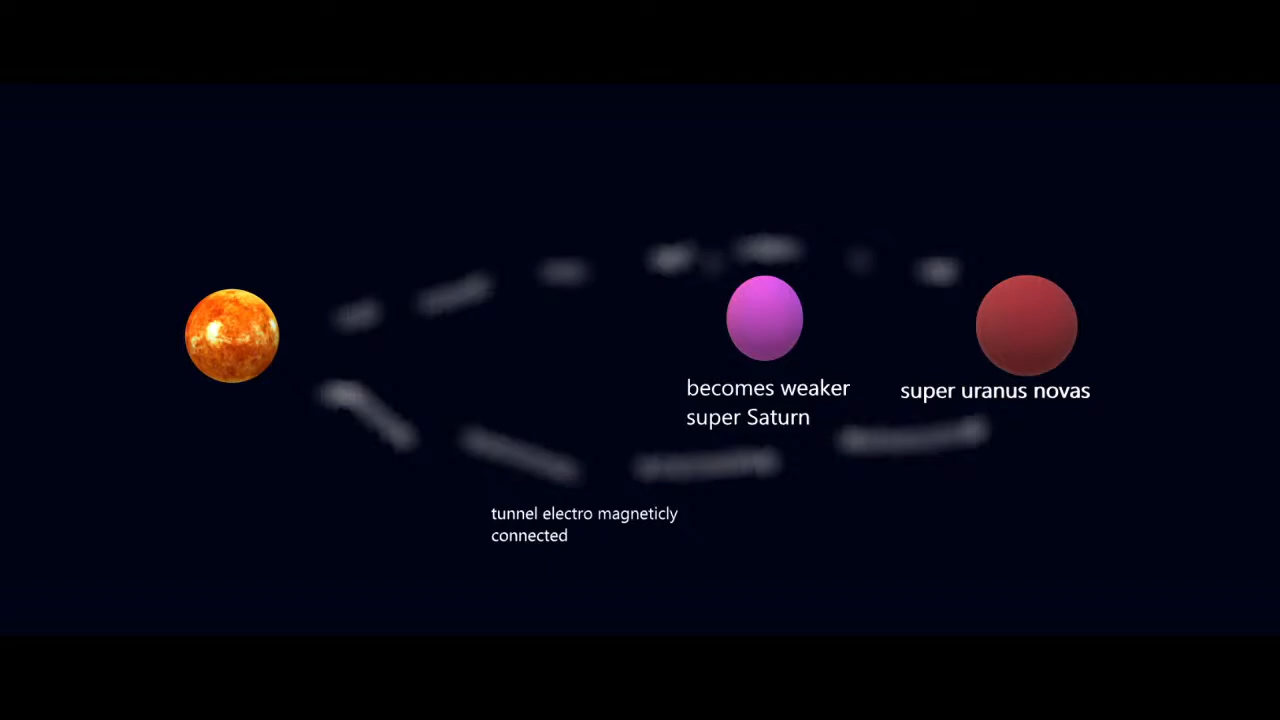 becomes weaker
super Saturn
super uranus novas
tunnel electro magneticly
connected